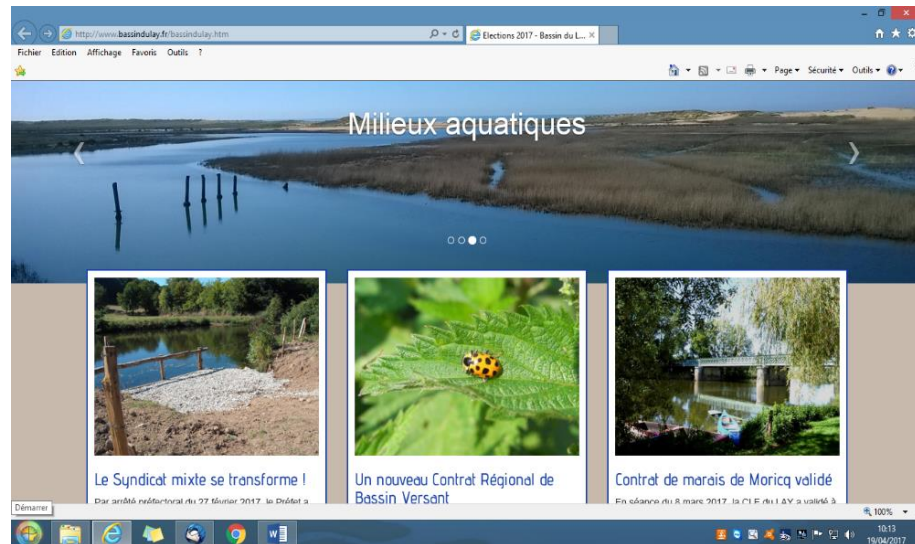 http://www.bassindulay.fr/bassindulay.htm
Elections 2017 - Bassin du L...
Fichier Edition Affichage Favoris Outils ?
Page Sécurité Outils
Milieux aquatiques
Le Syndicat mixte se transforme !
Par arrêté préfectoral du 27 février 2017, le Préfet a
Un nouveau Contrat Régional de
Bassin Versant
Contrat de marais de Moricq validé
En séance du 8 mars 2017, la CLE du LAY a validé à
Démarrer
100%
10:13
19/04/2017